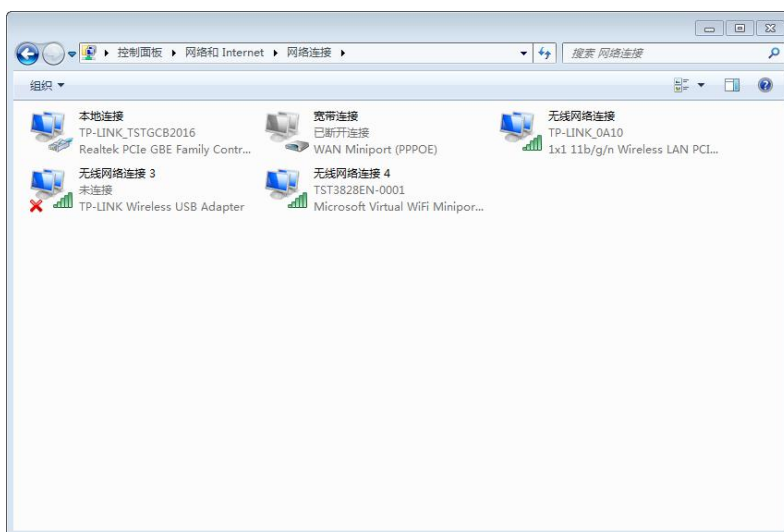 控制面板 ▸ 网络和 Internet ▸ 网络连接 ▸
搜索 网络连接
组织
本地连接
TP-LINK_TSTGCB2016
Realtek PCIe GBE Family Contr...
宽带连接
已断开连接
WAN Miniport (PPPOE)
无线网络连接
TP-LINK_0A10
1x1 11b/g/n Wireless LAN PCI...
无线网络连接 3
未连接
TP-LINK Wireless USB Adapter
无线网络连接 4
TST3828EN-0001
Microsoft Virtual WiFi Minipor...